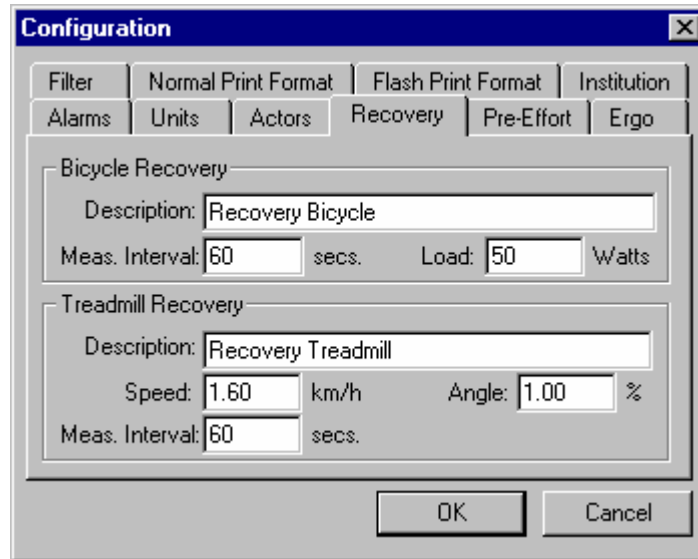 Configuration
Filter Normal Print Format Flash Print Format Institution
Alarms Units Actors Recovery Pre-Effort Ergo
Bicycle Recovery
Description: Recovery Bicycle
Meas. Interval: 60 secs. Load: 50 Watts
Treadmill Recovery
Description: Recovery Treadmill
Speed: 1.60 km/h Angle: 1.00 %
Meas. Interval: 60 secs.
OK Cancel